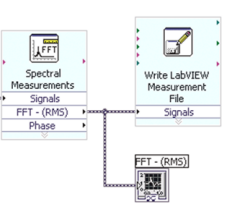 FFT
Spectral
Measurements
Signals
FFT - (RMS)
Phase
Write LabVIEW
Measurement
File
Signals
FFT - (RMS)